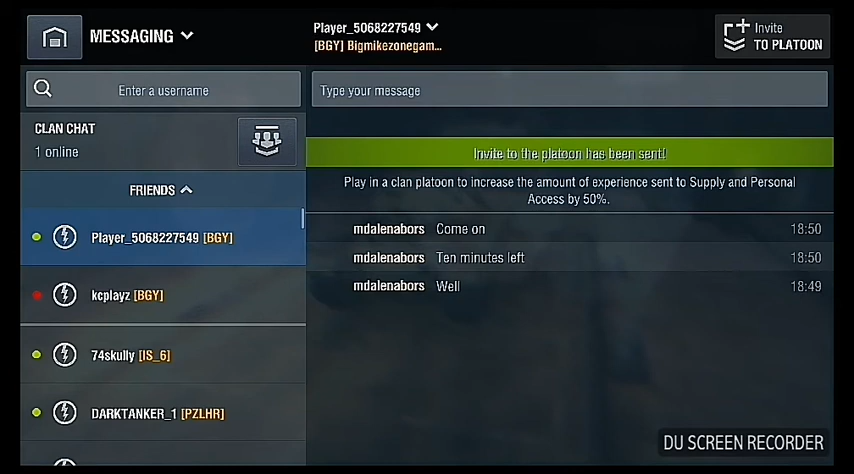 MESSAGING
Player_5068227549
[BGY] Bigmikezonegam...
Invite
TO PLATOON
Enter a username
Type your message
CLAN CHAT
1 online
Invite to the platoon has been sent!
FRIENDS
Play in a clan platoon to increase the amount of experience sent to Supply and Personal
Access by 50%.
Player_5068227549 [BGY]
kcplayz [BGY]
74skully [IS_6]
DARKTANKER_1 [PZLHR]
mdalenabors Come on 18:50
mdalenabors Ten minutes left 18:50
mdalenabors Well 18:49
DU SCREEN RECORDER